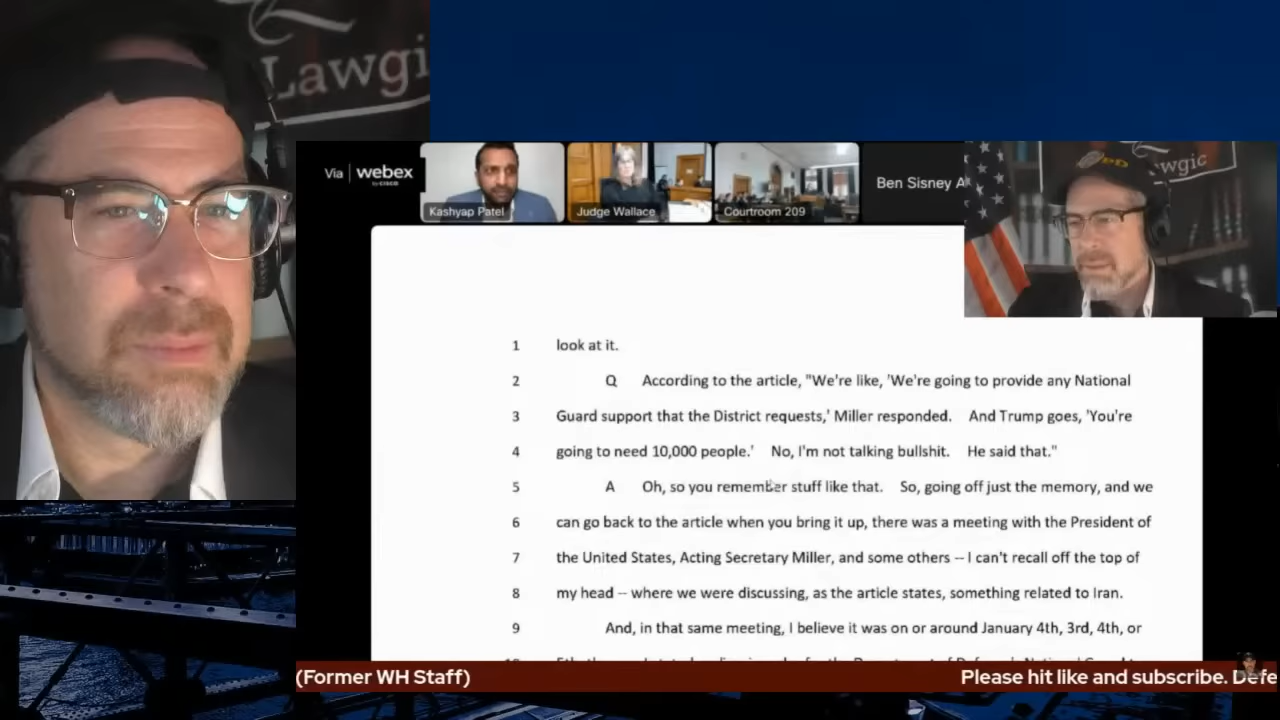 Lawgi
Via | webex
by CISCO
Kashyap Patel
Judge Wallace
Courtroom 209
Ben Sisney A
wgic
PD
1 look at it.
2 Q According to the article, "We're like, 'We're going to provide any National
3 Guard support that the District requests,' Miller responded. And Trump goes, 'You're
4 going to need 10,000 people.' No, I'm not talking bullshit. He said that."
5 A Oh, so you remember stuff like that. So, going off just the memory, and we
6 can go back to the article when you bring it up, there was a meeting with the President of
7 the United States, Acting Secretary Miller, and some others -- I can't recall off the top of
8 my head -- where we were discussing, as the article states, something related to Iran.
9 And, in that same meeting, I believe it was on or around January 4th, 3rd, 4th, or
(Former WH Staff)
Please hit like and subscribe. Defe